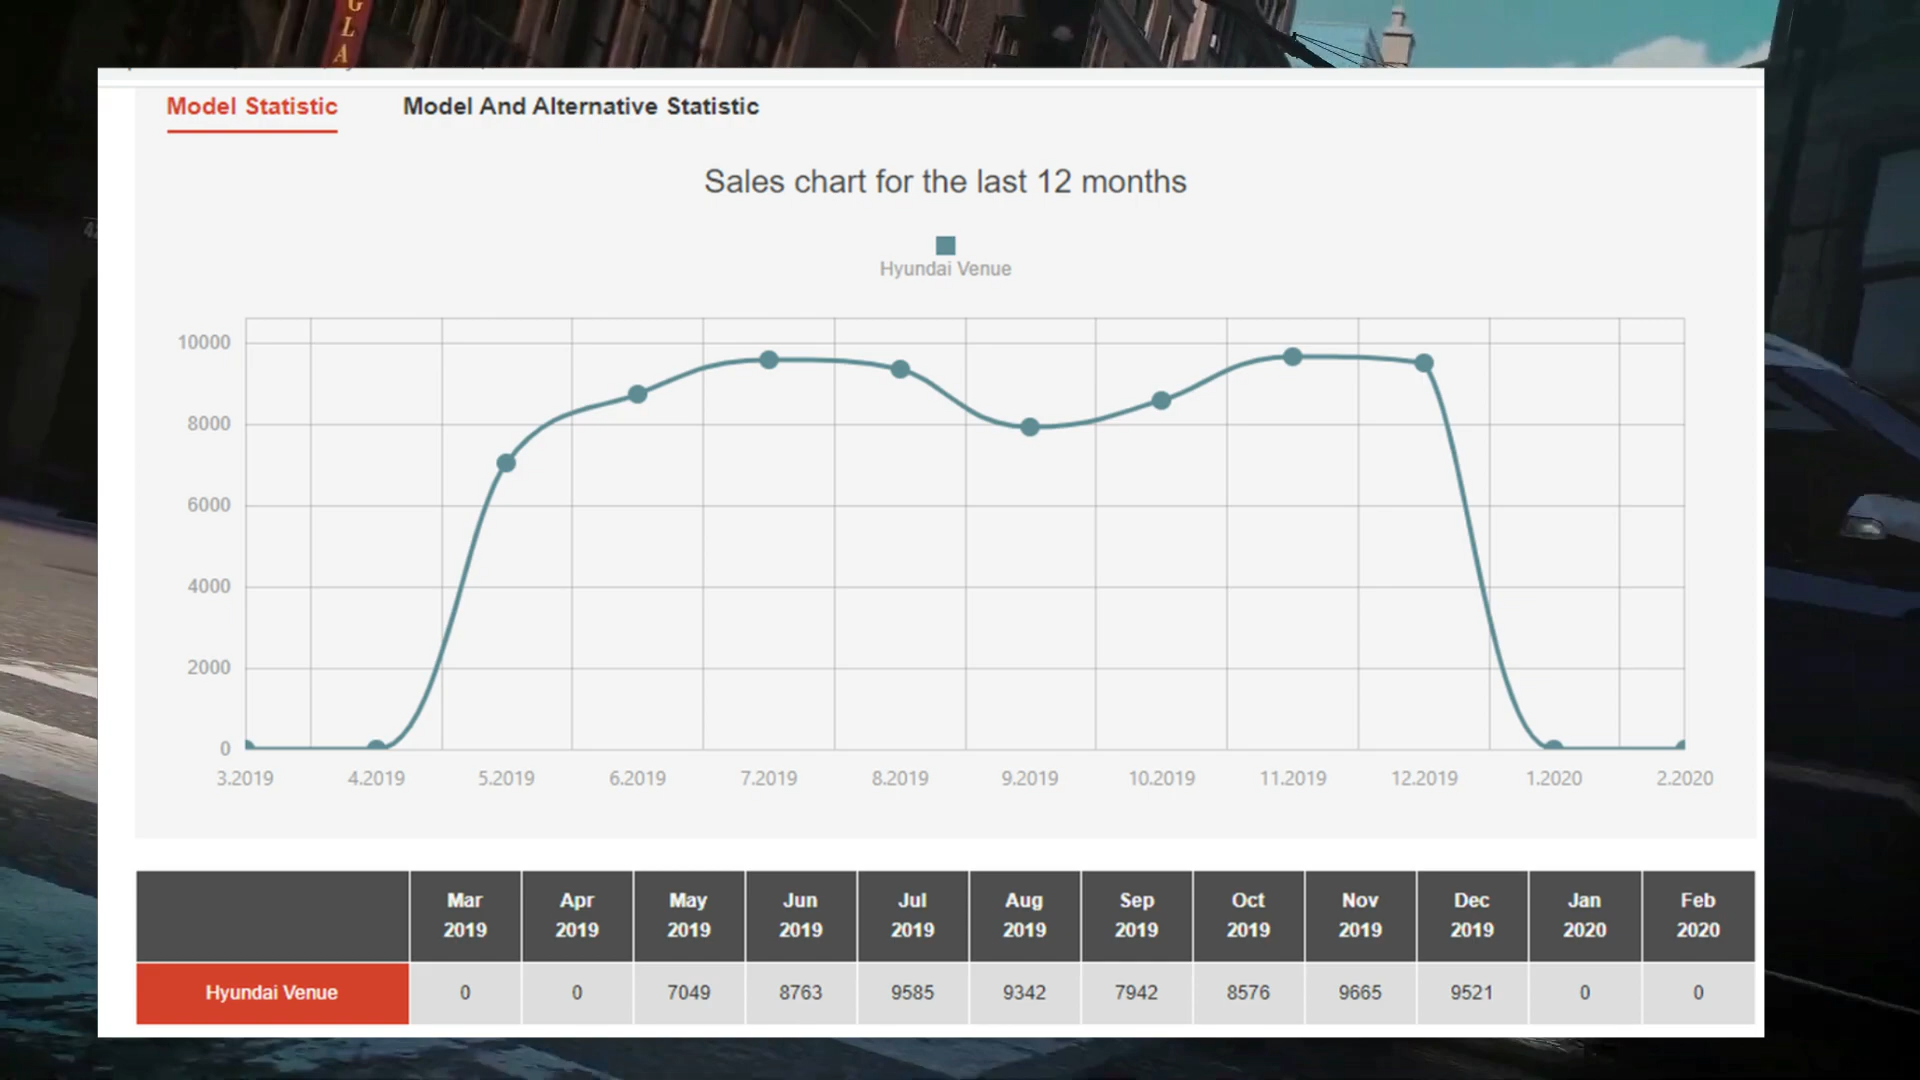 GLA
Model Statistic Model And Alternative Statistic
Sales chart for the last 12 months
Hyundai Venue
10000
8000
6000
4000
2000
0
3.2019 4.2019 5.2019 6.2019 7.2019 8.2019 9.2019 10.2019 11.2019 12.2019 1.2020 2.2020
Mar Apr May Jun Jul Aug Sep Oct Nov Dec Jan Feb
2019 2019 2019 2019 2019 2019 2019 2019 2019 2019 2020 2020
Hyundai Venue 0 0 7049 8763 9585 9342 7942 8576 9665 9521 0 0